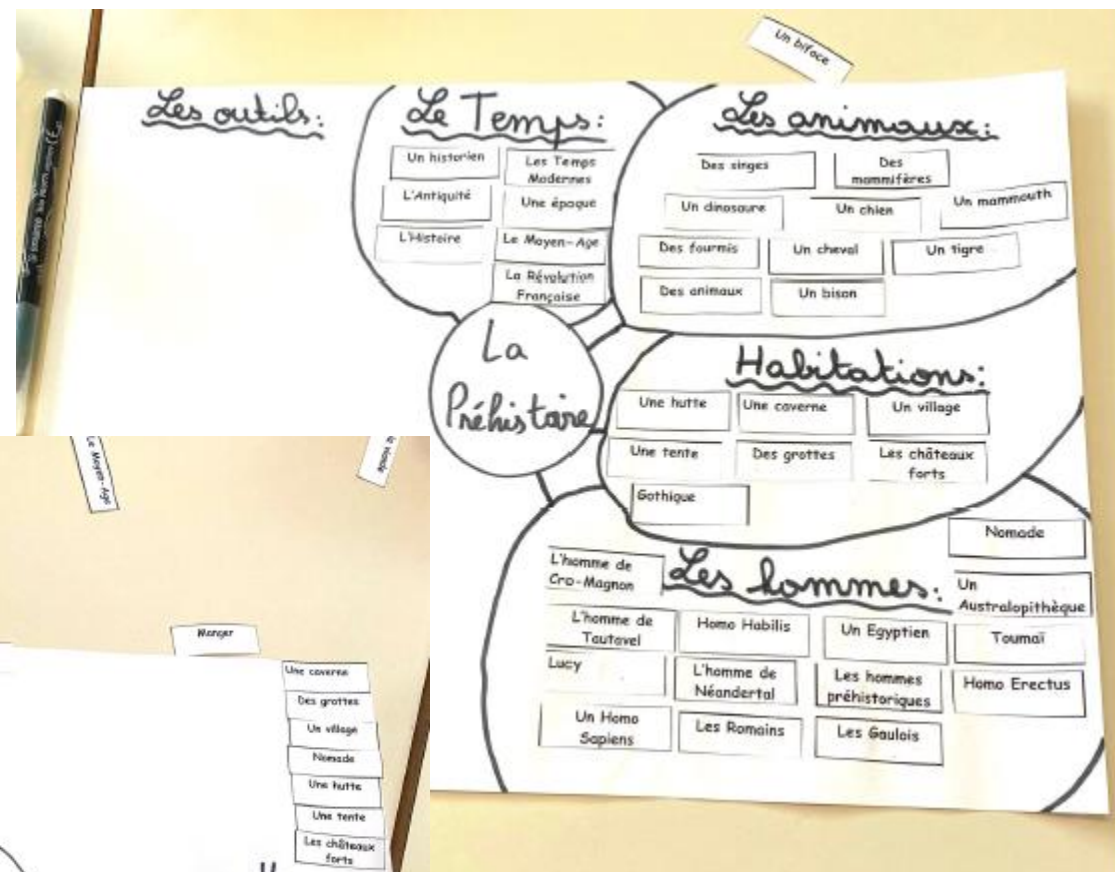 Un biface
Les outils:
Le Temps:
Un historien
Les Temps
Modernes
L'Antiquité
Une époque
L'Histoire
Le Moyen-Age
La Révolution
Française
Les animaux:
Des singes
Des
mammifères
Un dinosaure
Un chien
Un mammouth
Des fourmis
Un cheval
Un tigre
Des animaux
Un bison
La
Préhistoire
Habitations:
Une hutte
Une caverne
Un village
Une tente
Des grottes
Les châteaux
forts
Gothique
Les hommes:
Nomade
L'homme de
Cro-Magnon
Un
Australopithèque
L'homme de
Tautavel
Homo Habilis
Un Egyptien
Toumaï
Lucy
L'homme de
Néandertal
Les hommes
préhistoriques
Homo Erectus
Un Homo
Sapiens
Les Romains
Les Gaulois
Le Moyen-Age
Manger
Une caverne
Des grottes
Un village
Nomade
Une hutte
Une tente
Les châteaux
forts